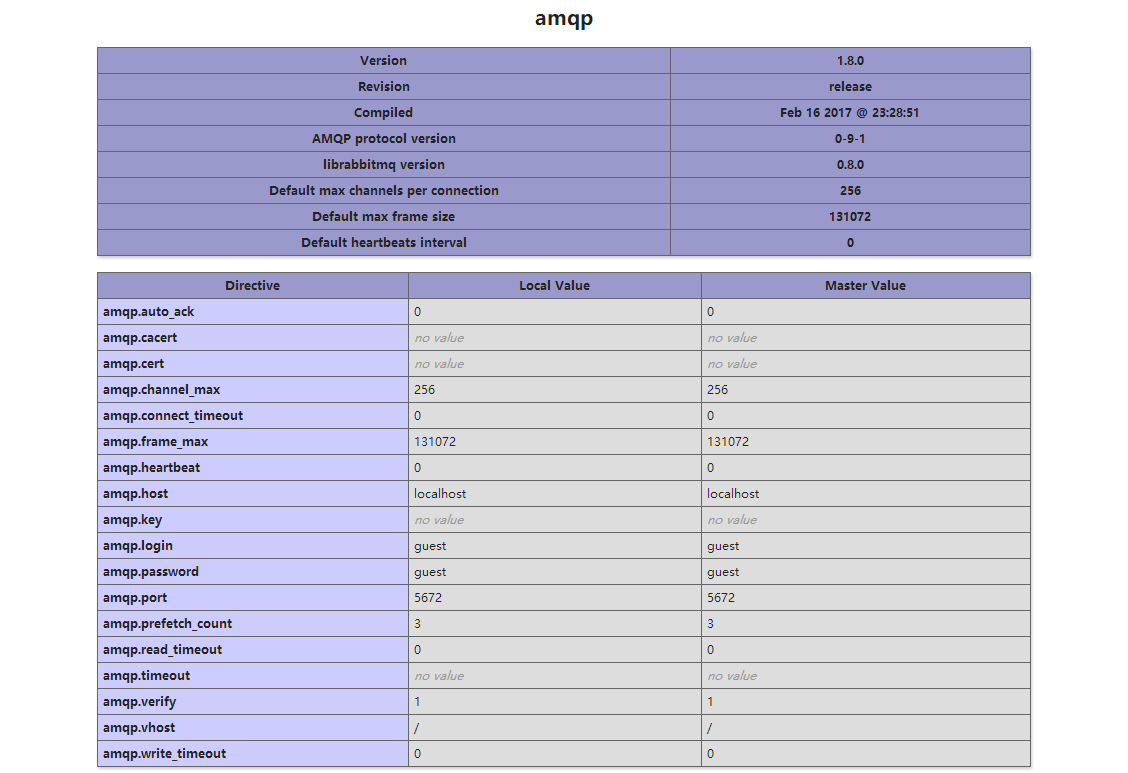 amqp
Version 1.8.0
Revision release
Compiled Feb 16 2017 @ 23:28:51
AMQP protocol version 0-9-1
librabbitmq version 0.8.0
Default max channels per connection 256
Default max frame size 131072
Default heartbeats interval 0
Directive Local Value Master Value
amqp.auto_ack 0 0
amqp.cacert no value no value
amqp.cert no value no value
amqp.channel_max 256 256
amqp.connect_timeout 0 0
amqp.frame_max 131072 131072
amqp.heartbeat 0 0
amqp.host localhost localhost
amqp.key no value no value
amqp.login guest guest
amqp.password guest guest
amqp.port 5672 5672
amqp.prefetch_count 3 3
amqp.read_timeout 0 0
amqp.timeout no value no value
amqp.verify 1 1
amqp.vhost / /
amqp.write_timeout 0 0